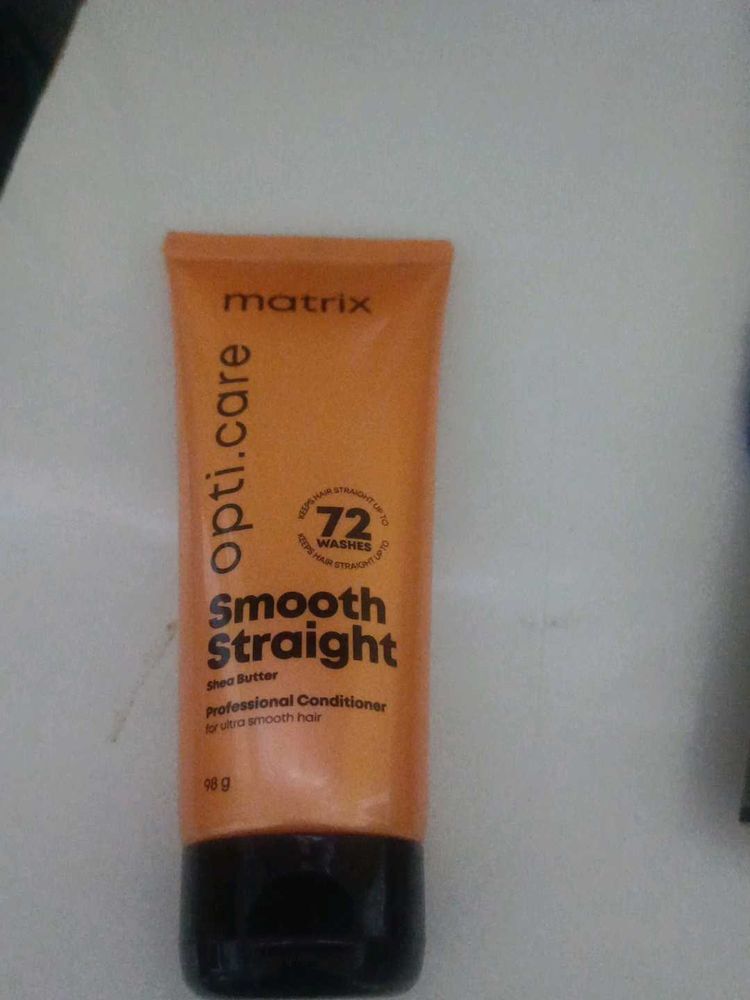 matrix
opti.care
KEEPS HAIR STRAIGHT UP TO
72
WASHES
KEEPS HAIR STRAIGHT UP TO
Smooth
Straight
Shea Butter
Professional Conditioner
for ultra smooth hair
98 g